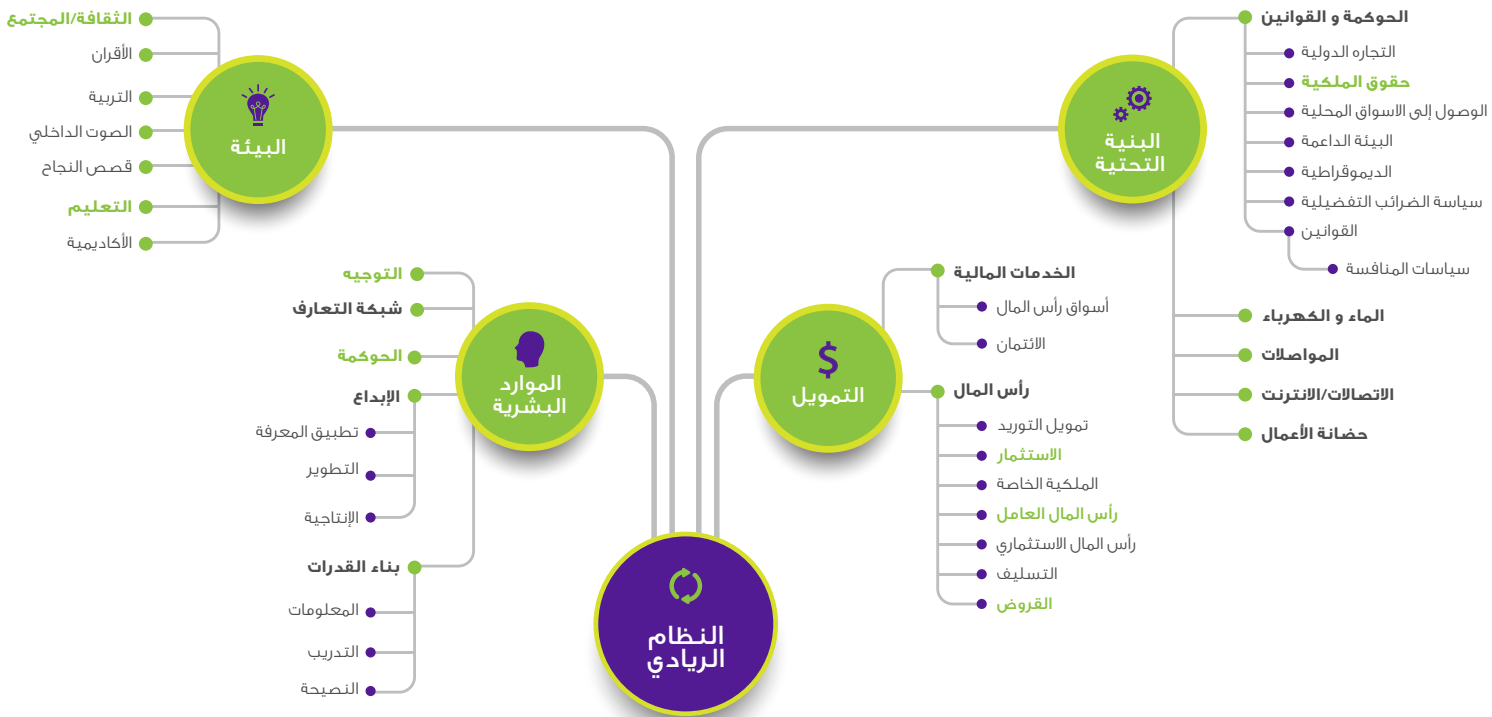 الحوكمة و القوانين
التجاره الدولية
حقوق الملكية
الوصول إلى الاسواق المحلية
البيئة الداعمة
الديموقراطية
سياسة الضرائب التفضيلية
القوانين
سياسات المنافسة
البنية
التحتية
الماء و الكهرباء
المواصلات
الاتصالات/الانترنت
حضانة الأعمال
الخدمات المالية
أسواق رأس المال
الائتمان
$
التمويل
رأس المال
تمويل التوريد
الاستثمار
الملكية الخاصة
رأس المال العامل
رأس المال الاستثماري
التسليف
القروض
الثقافة/المجتمع
الأقران
التربية
الصوت الداخلي
قصص النجاح
التعليم
الأكاديمية
البيئة
التوجيه
شبكة التعارف
الحوكمة
الإبداع
تطبيق المعرفة
التطوير
الإنتاجية
بناء القدرات
المعلومات
التدريب
النصيحة
الموارد
البشرية
النظام
الريادي